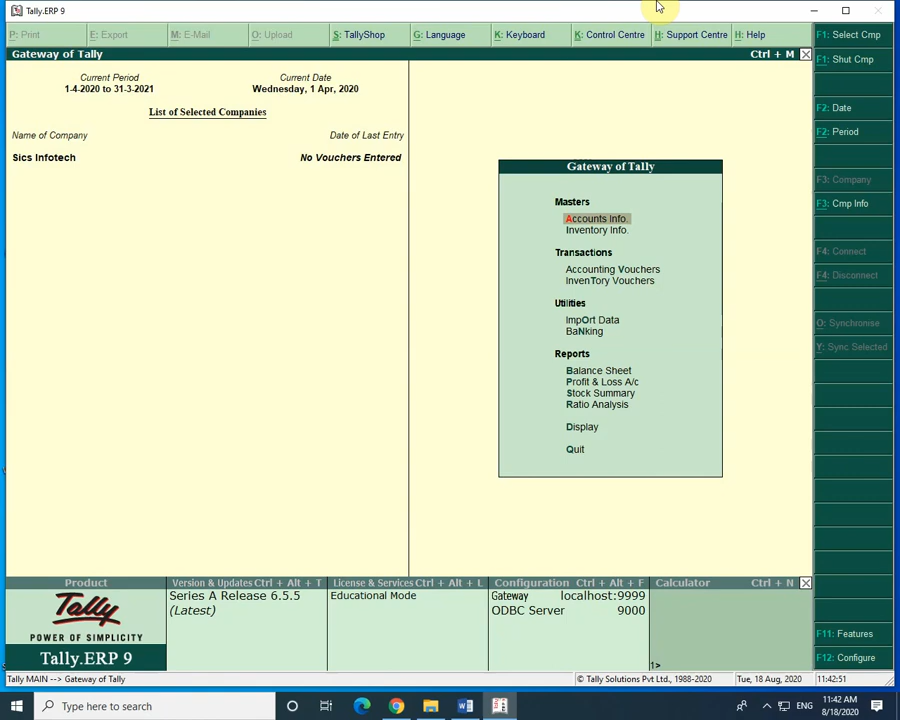 Tally.ERP 9
P: Print
E: Export
M: E-Mail
O: Upload
S: TallyShop
G: Language
K: Keyboard
K: Control Centre
H: Support Centre
H: Help
F1: Select Cmp
F1: Shut Cmp
F2: Date
F2: Period
F3: Company
F3: Cmp Info
F4: Connect
F4: Disconnect
O: Synchronise
Y: Sync Selected
F11: Features
F12: Configure
Gateway of Tally
Ctrl + M
Current Period
1-4-2020 to 31-3-2021
Current Date
Wednesday, 1 Apr, 2020
List of Selected Companies
Name of Company
Date of Last Entry
Sics Infotech
No Vouchers Entered
Gateway of Tally
Masters
Accounts Info.
Inventory Info.
Transactions
Accounting Vouchers
InvenTory Vouchers
Utilities
ImpOrt Data
BaNking
Reports
Balance Sheet
Profit & Loss A/c
Stock Summary
Ratio Analysis
Display
Quit
Product
Tally
POWER OF SIMPLICITY
Tally.ERP 9
Version & Updates Ctrl + Alt + T
Series A Release 6.5.5
(Latest)
License & Services Ctrl + Alt + L
Educational Mode
Configuration Ctrl + Alt + F
Gateway localhost:9999
ODBC Server 9000
Calculator Ctrl + N
1>
Tally MAIN --> Gateway of Tally
© Tally Solutions Pvt Ltd., 1988-2020
Tue, 18 Aug, 2020
11:42:51
Type here to search
ENG
11:42 AM
8/18/2020